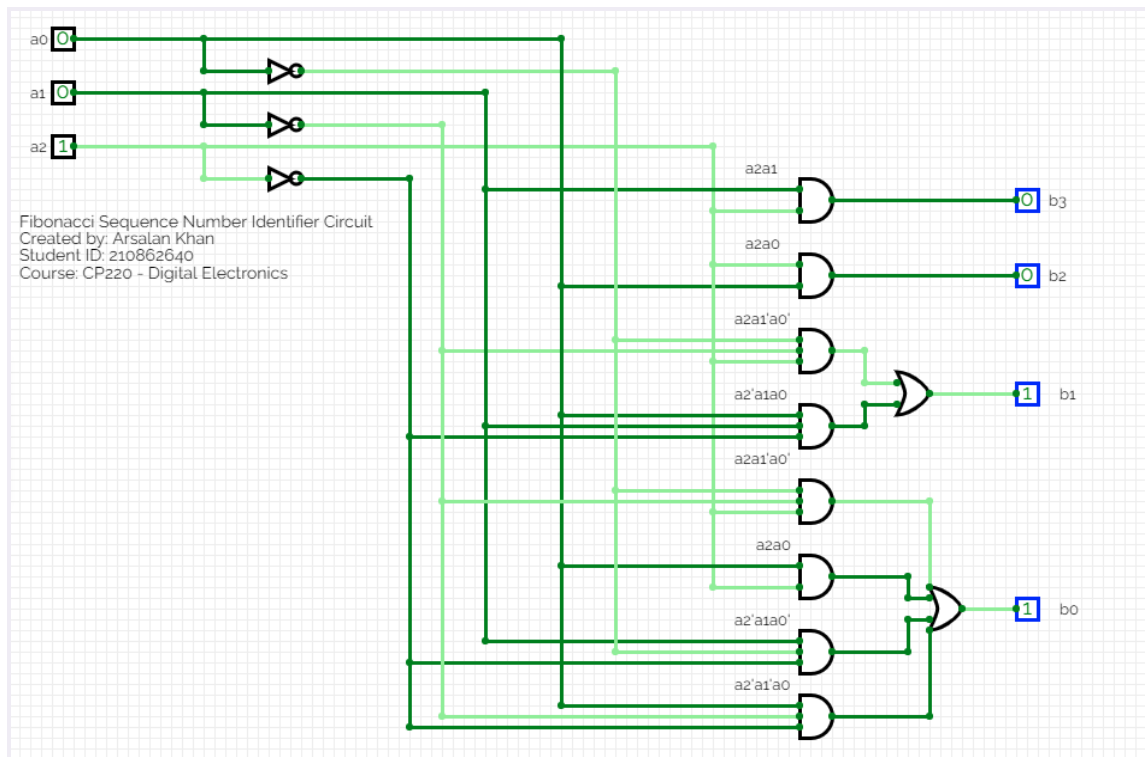 a0 0
a1 0
a2 1
Fibonacci Sequence Number Identifier Circuit
Created by: Arsalan Khan
Student ID: 210862640
Course: CP220 - Digital Electronics
a2a1
0 b3
a2a0
0 b2
a2a1'a0'
1 b1
a2'a1a0
a2a1'a0'
a2a0
1 b0
a2'a1a0'
a2'a1'a0